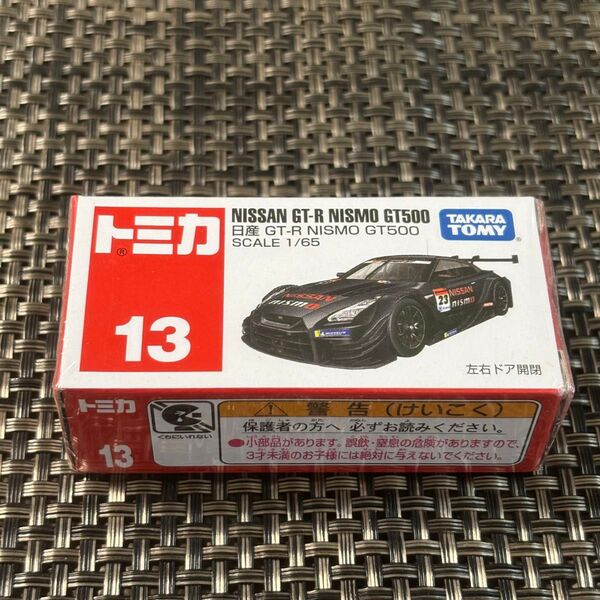 トミカ
®
13
NISSAN GT-R NISMO GT500
日産 GT-R NISMO GT500
SCALE 1/65
TAKARA
TOMY
NISSAN
nismo
23
NISSAN
nismo
左右ドア開閉
トミカ
13
くちにいれない
警告(けいこく)
保護者の方へ 必ずお読みください。
●小部品があります。誤飲・窒息の危険がありますので、
3才未満のお子様には絶対に与えないでください。